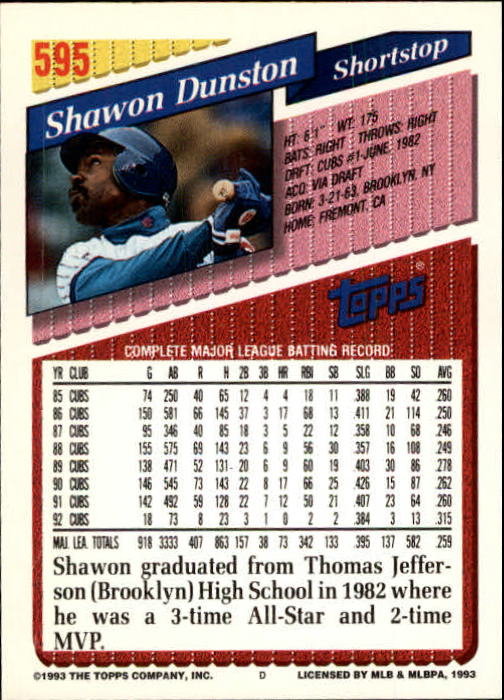 595
Shawon Dunston
Shortstop
HT: 6'1" WT: 175
BATS: RIGHT THROWS: RIGHT
DRFT: CUBS #1-JUNE, 1982
ACQ: VIA DRAFT
BORN: 3-21-63, BROOKLYN, NY
HOME: FREMONT, CA
TOPPS®
COMPLETE MAJOR LEAGUE BATTING RECORD
YR CLUB G AB R H 2B 3B HR RBI SB SLG BB SO AVG
85 CUBS 74 250 40 65 12 4 4 18 11 .388 19 42 .260
86 CUBS 150 581 66 145 37 3 17 68 13 .411 21 114 .250
87 CUBS 95 346 40 85 18 3 5 22 12 .358 10 68 .246
88 CUBS 155 575 69 143 23 6 9 56 30 .357 16 108 .249
89 CUBS 138 471 52 131 20 6 9 60 19 .403 30 86 .278
90 CUBS 146 545 73 143 22 8 17 66 25 .426 15 87 .262
91 CUBS 142 492 59 128 22 7 12 50 21 .407 23 64 .260
92 CUBS 18 73 8 23 3 1 0 2 2 .384 3 13 .315
MAJ. LEA. TOTALS 918 3333 407 863 157 38 73 342 133 .395 137 582 .259
Shawon graduated from Thomas Jeffer-
son (Brooklyn) High School in 1982 where
he was a 3-time All-Star and 2-time
MVP.
©1993 THE TOPPS COMPANY, INC. D LICENSED BY MLB & MLBPA, 1993